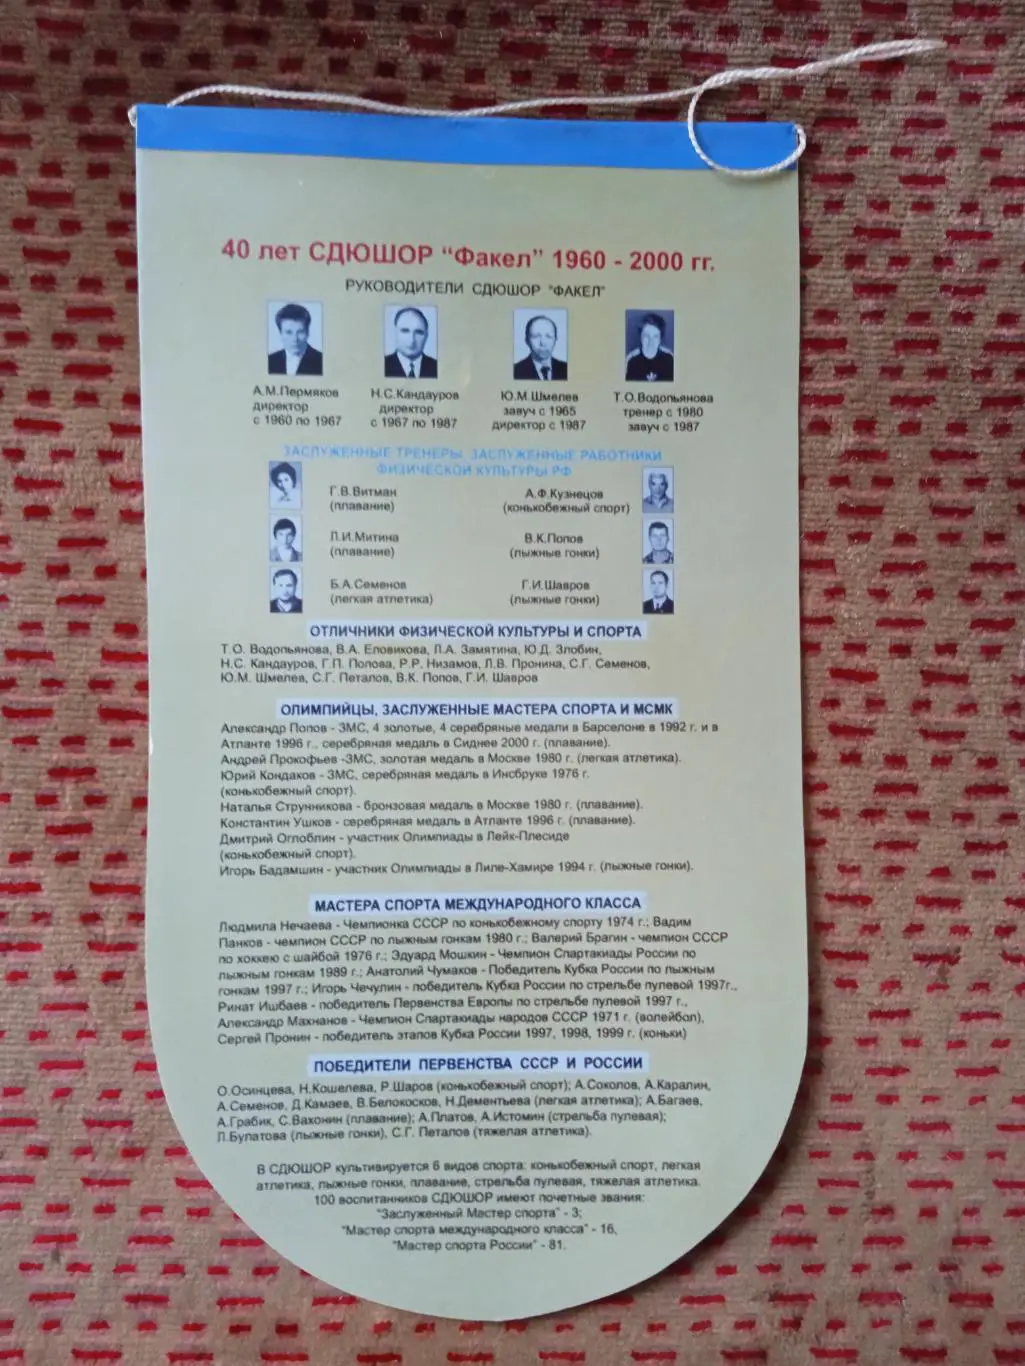 40 лет СДЮШОР "Факел" 1960 - 2000 гг.
РУКОВОДИТЕЛИ СДЮШОР "ФАКЕЛ"
А.М.Пермяков
директор
с 1960 по 1967
Н.С.Кандауров
директор
с 1967 по 1987
Ю.М.Шмелев
завуч с 1965
директор с 1987
Т.О.Водопьянова
тренер с 1980
завуч с 1987
ЗАСЛУЖЕННЫЕ ТРЕНЕРЫ, ЗАСЛУЖЕННЫЕ РАБОТНИКИ
ФИЗИЧЕСКОЙ КУЛЬТУРЫ РФ
Г.В.Витман
(плавание)
А.Ф.Кузнецов
(конькобежный спорт)
Л.И.Митина
(плавание)
В.К.Попов
(лыжные гонки)
Б.А.Семенов
(легкая атлетика)
Г.И.Шавров
(лыжные гонки)
ОТЛИЧНИКИ ФИЗИЧЕСКОЙ КУЛЬТУРЫ И СПОРТА
Т.О. Водопьянова, В.А. Еловикова, Л.А. Замятина, Ю.Д. Злобин,
Н.С. Кандауров, Г.П. Попова, Р.Р. Низамов, Л.В. Пронина, С.Г. Семенов,
Ю.М. Шмелев, С.Г. Петалов, В.К. Попов, Г.И. Шавров
ОЛИМПИЙЦЫ, ЗАСЛУЖЕННЫЕ МАСТЕРА СПОРТА И МСМК
Александр Попов - ЗМС, 4 золотые, 4 серебряные медали в Барселоне в 1992 г. и в
Атланте 1996 г., серебряная медаль в Сиднее 2000 г. (плавание).
Андрей Прокофьев -ЗМС, золотая медаль в Москве 1980 г. (легкая атлетика).
Юрий Кондаков - ЗМС, серебряная медаль в Инсбруке 1976 г.
(конькобежный спорт).
Наталья Струнникова - бронзовая медаль в Москве 1980 г. (плавание).
Константин Ушков - серебряная медаль в Атланте 1996 г. (плавание).
Дмитрий Оглоблин - участник Олимпиады в Лейк-Плесиде
(конькобежный спорт).
Игорь Бадамшин - участник Олимпиады в Лиле-Хамире 1994 г. (лыжные гонки).
МАСТЕРА СПОРТА МЕЖДУНАРОДНОГО КЛАССА
Людмила Нечаева - Чемпионка СССР по конькобежному спорту 1974 г.; Вадим
Панков - чемпион СССР по лыжным гонкам 1980 г.; Валерий Брагин - чемпион СССР
по хоккею с шайбой 1976 г.; Эдуард Мошкин - Чемпион Спартакиады России по
лыжным гонкам 1989 г.; Анатолий Чумаков - Победитель Кубка России по лыжным
гонкам 1997 г.; Игорь Чечулин - победитель Кубка России по стрельбе пулевой 1997г.,
Ринат Ишбаев - победитель Первенства Европы по стрельбе пулевой 1997 г.,
Александр Махнанов - Чемпион Спартакиады народов СССР 1971 г. (волейбол),
Сергей Пронин - победитель этапов Кубка России 1997, 1998, 1999 г. (коньки)
ПОБЕДИТЕЛИ ПЕРВЕНСТВА СССР И РОССИИ
О.Осинцева, Н.Кошелева, Р.Шаров (конькобежный спорт); А.Соколов, А.Карапин,
А.Семенов, Д.Камаев, В.Белокосков, Н.Дементьева (легкая атлетика); А.Багаев,
А.Грабик, С.Вахонин (плавание); А.Платов, А.Истомин (стрельба пулевая);
Л.Булатова (лыжные гонки), С.Г. Петалов (тяжелая атлетика).
В СДЮШОР культивируется 6 видов спорта: конькобежный спорт, легкая
атлетика, лыжные гонки, плавание, стрельба пулевая, тяжелая атлетика.
100 воспитанников СДЮШОР имеют почетные звания:
"Заслуженный Мастер спорта" - 3;
"Мастер спорта международного класса" - 16,
"Мастер спорта России" - 81.